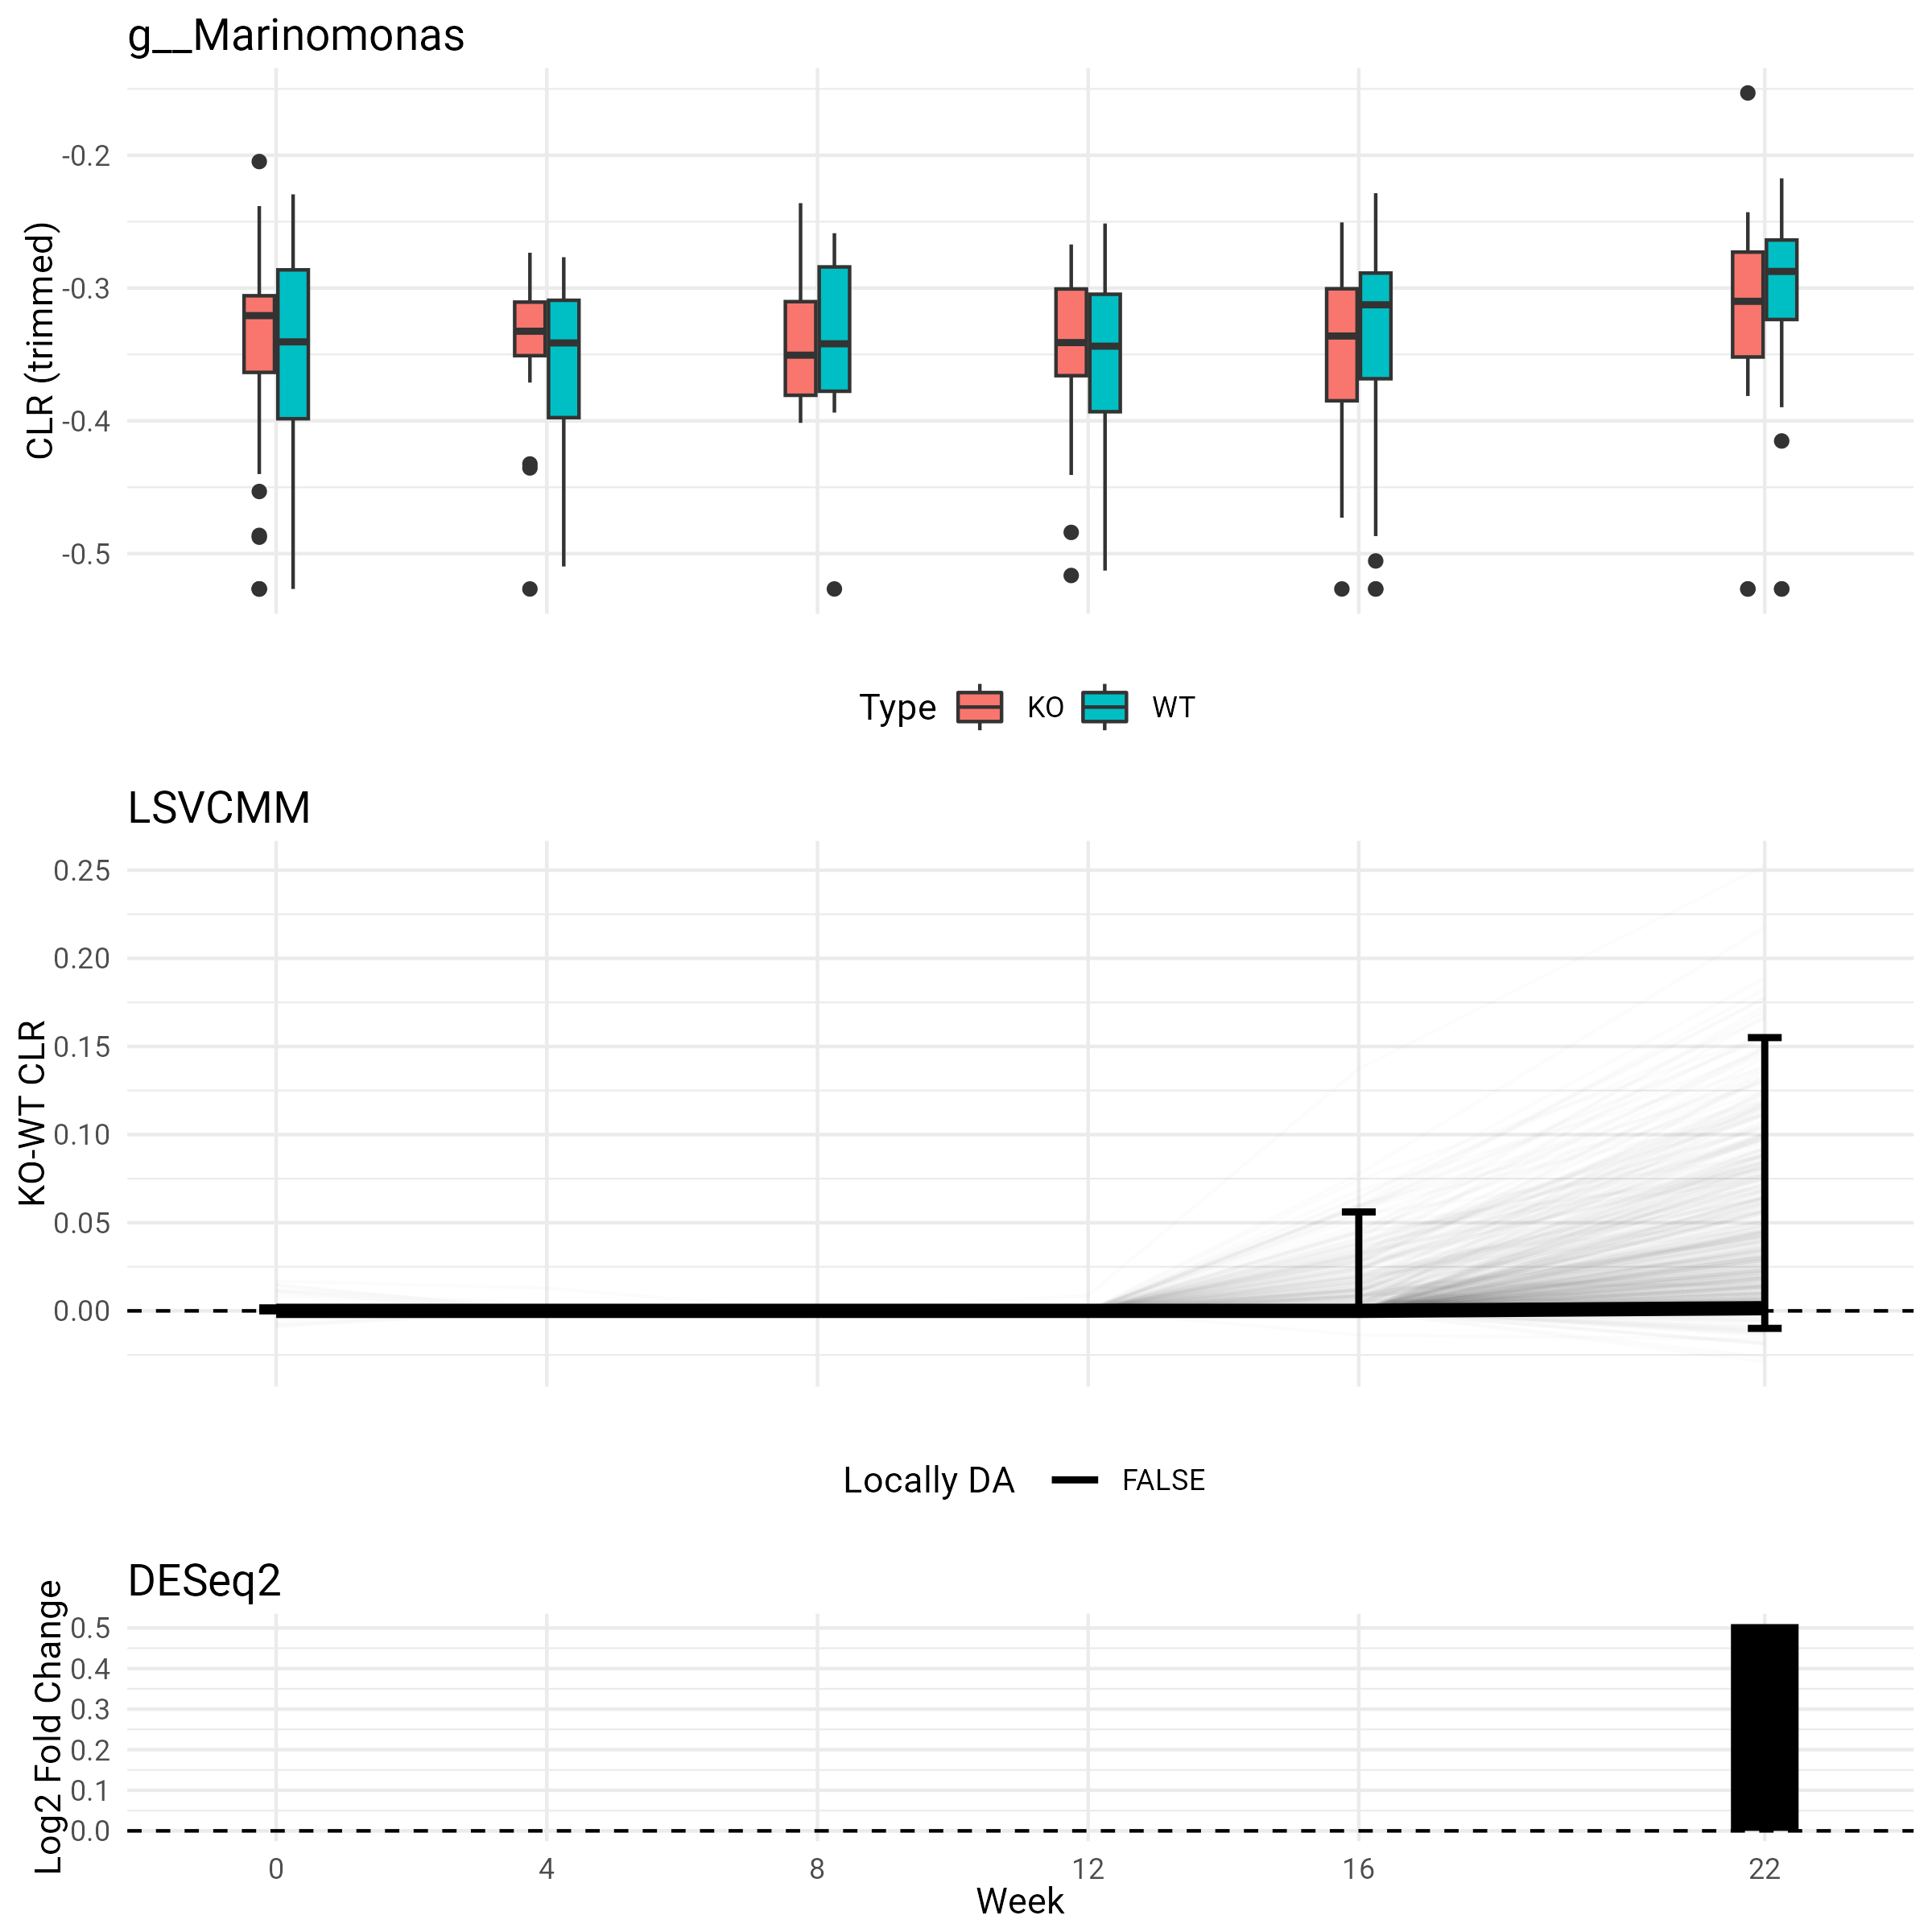 g__Marinomonas
CLR (trimmed)
-0.2
-0.3
-0.4
-0.5
Type KO WT
LSVCMM
KO-WT CLR
0.25
0.20
0.15
0.10
0.05
0.00
Locally DA FALSE
DESeq2
Log2 Fold Change
0.5
0.4
0.3
0.2
0.1
0.0
0 4 8 12 16 22
Week